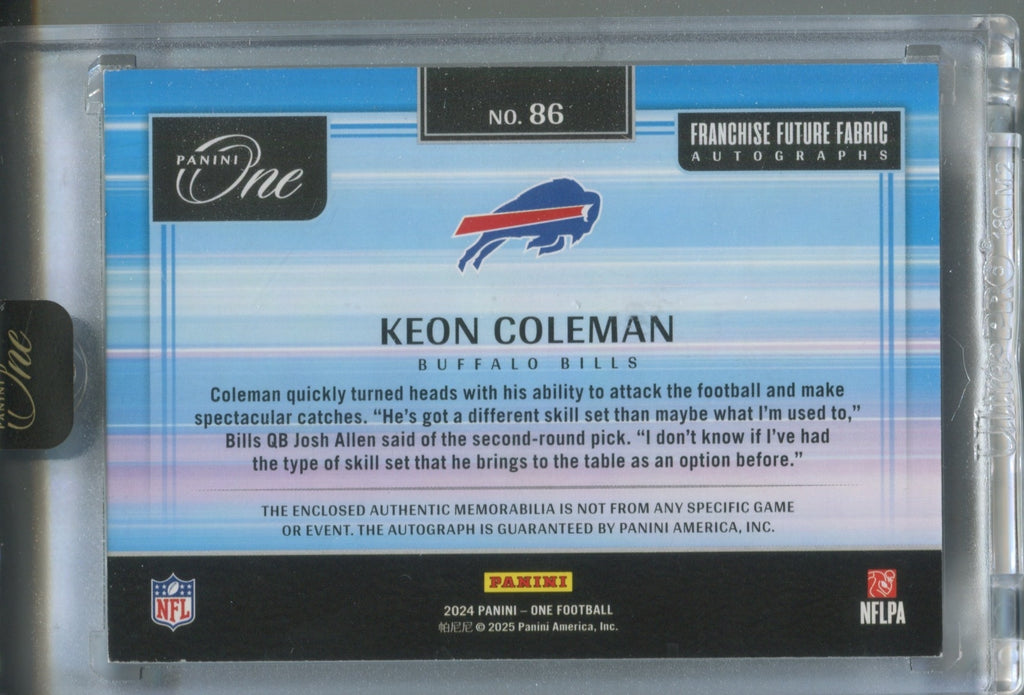 NO. 86
PANINI
One
FRANCHISE FUTURE FABRIC
AUTOGRAPHS
KEON COLEMAN
BUFFALO BILLS
Coleman quickly turned heads with his ability to attack the football and make
spectacular catches. “He’s got a different skill set than maybe what I’m used to,”
Bills QB Josh Allen said of the second-round pick. “I don’t know if I’ve had
the type of skill set that he brings to the table as an option before.”
THE ENCLOSED AUTHENTIC MEMORABILIA IS NOT FROM ANY SPECIFIC GAME
OR EVENT. THE AUTOGRAPH IS GUARANTEED BY PANINI AMERICA, INC.
NFL
PANINI
2024 PANINI – ONE FOOTBALL
帕尼尼 © 2025 Panini America, Inc.
NFLPA
PANINI
One
180 M2